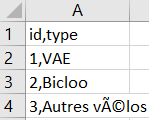 A
1 id,type
2 1,VAE
3 2,Bicloo
4 3,Autres vÃ©los